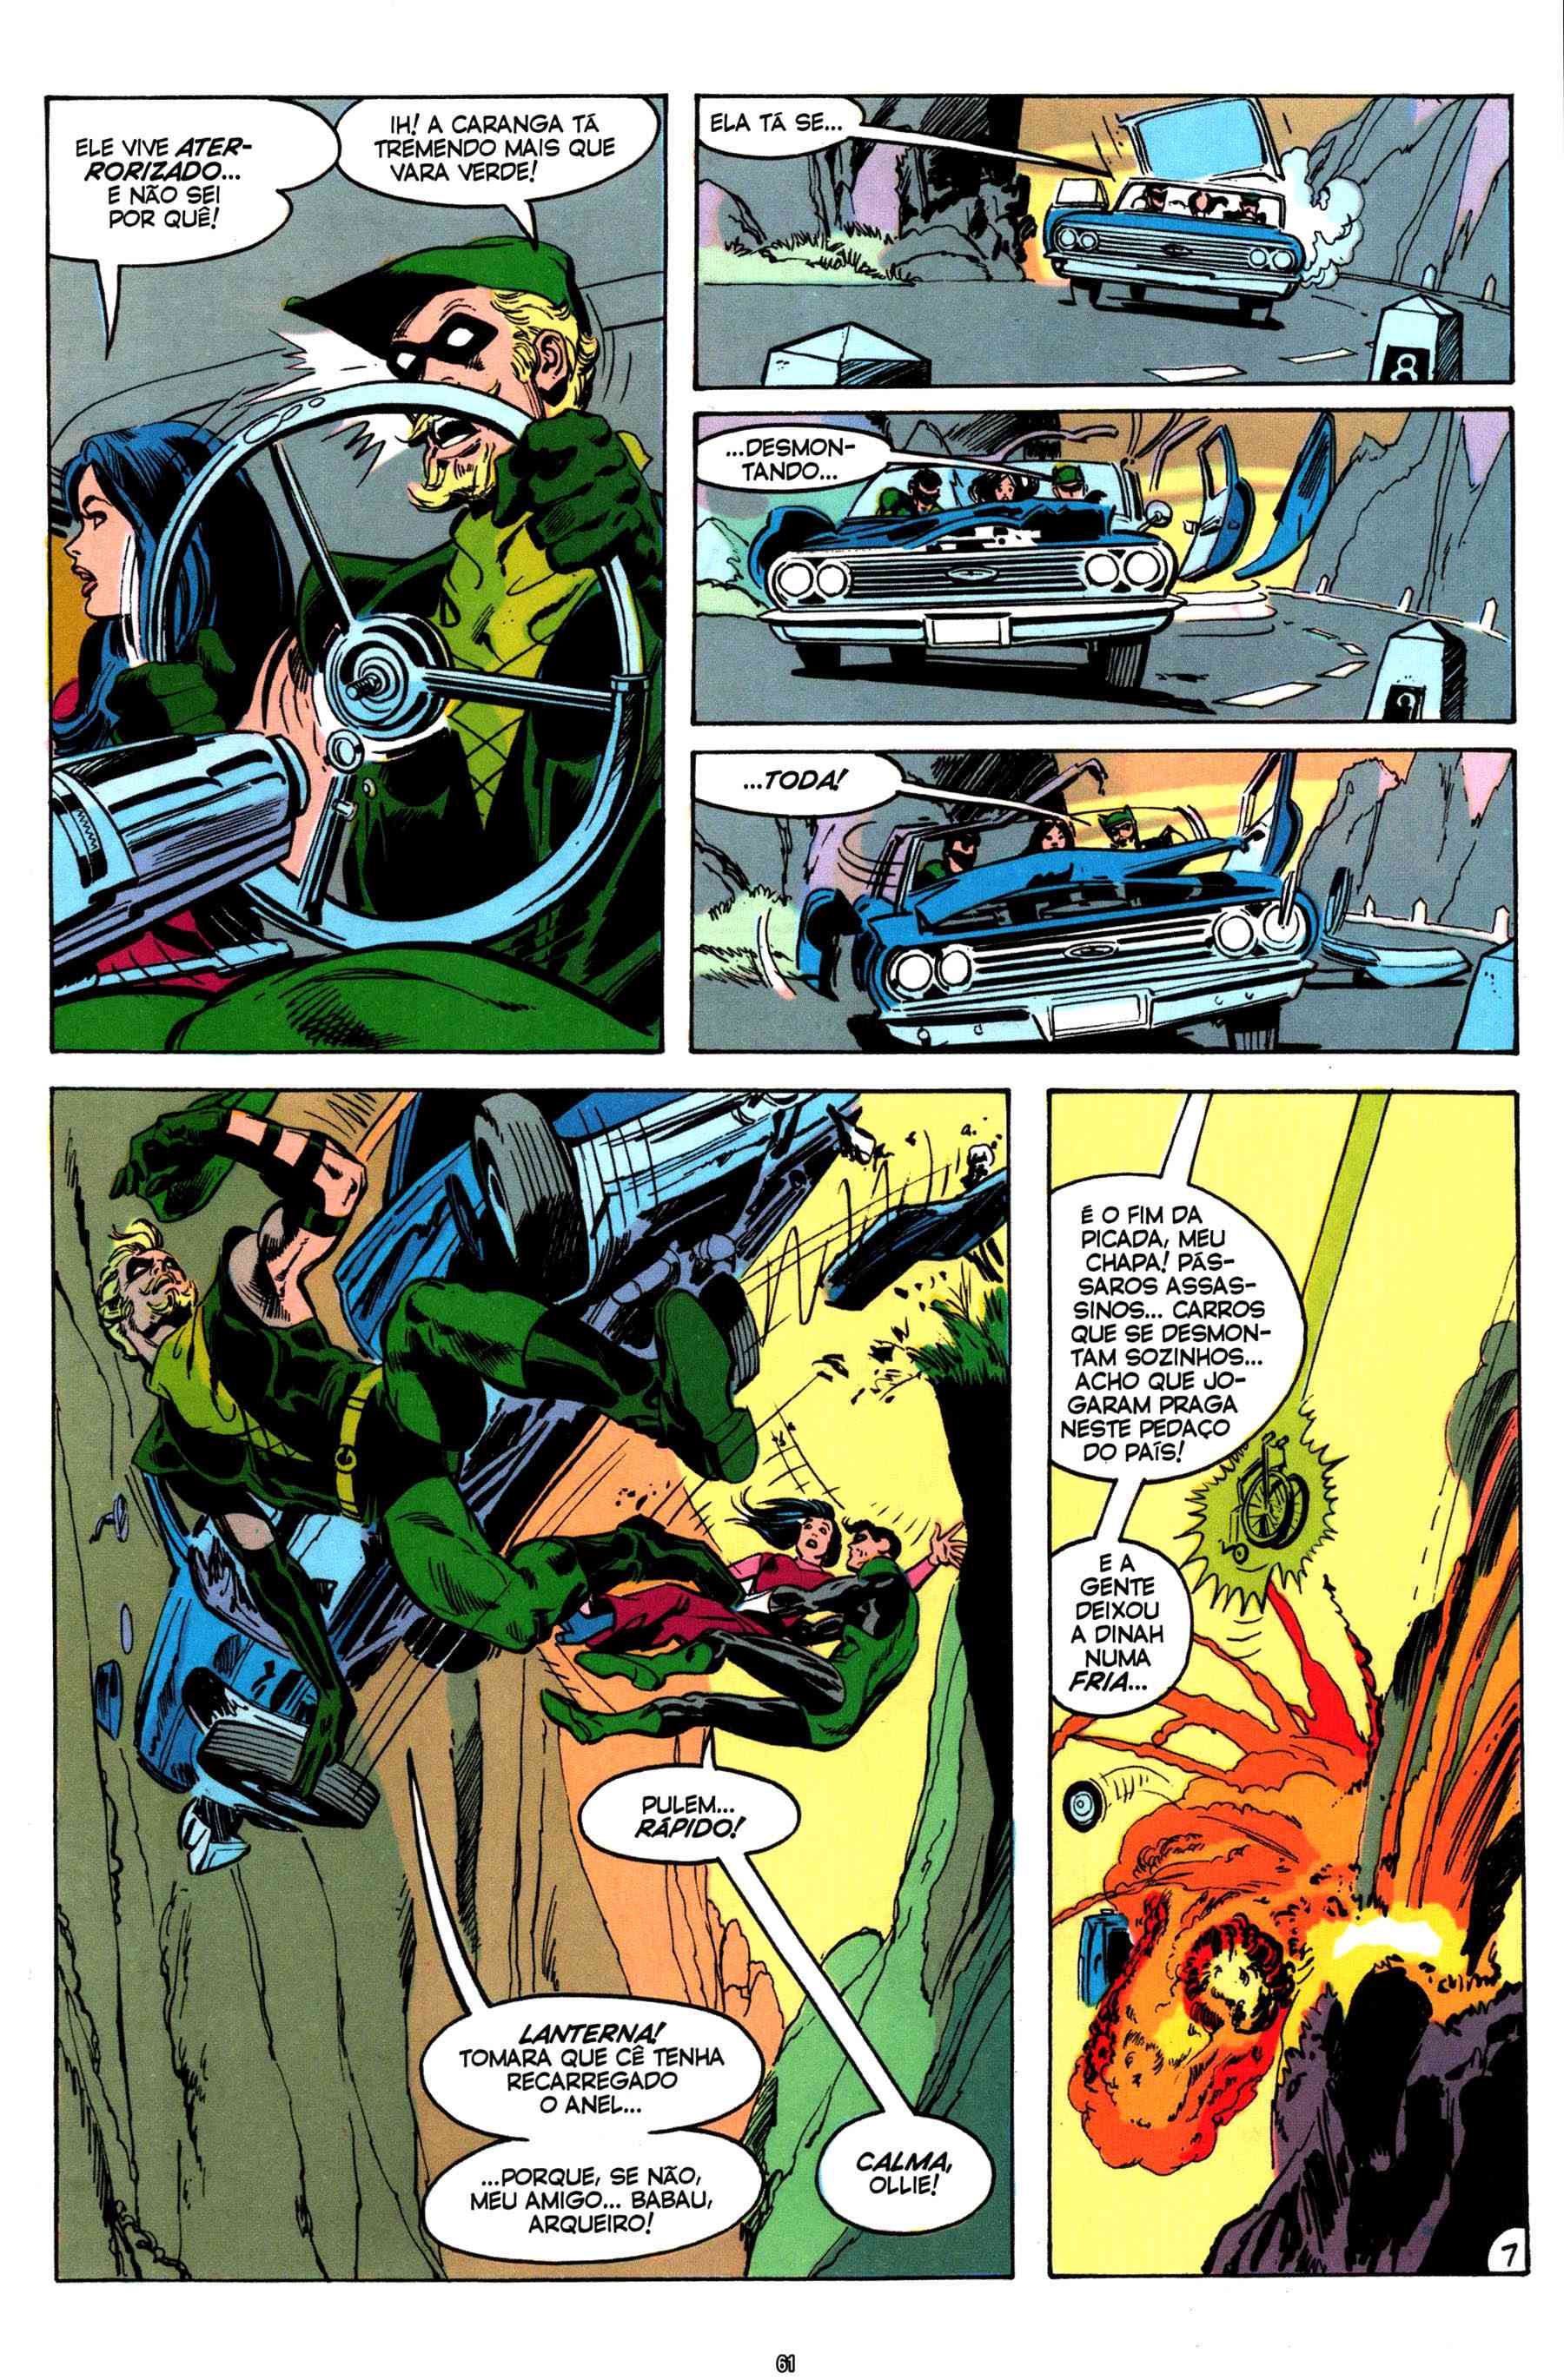 ELE VIVE ATER-
RORIZADO...
E NÃO SEI
POR QUÊ!
IH! A CARANGA TÁ
TREMENDO MAIS QUE
VARA VERDE!
ELA TÁ SE...
8
...DESMON-
TANDO...
8
...TODA!
PULEM...
RÁPIDO!
LANTERNA!
TOMARA QUE CÊ TENHA
RECARREGADO
O ANEL...
...PORQUE, SE NÃO,
MEU AMIGO... BABAU,
ARQUEIRO!
CALMA,
OLLIE!
É O FIM DA
PICADA, MEU
CHAPA! PÁS-
SAROS ASSAS-
SINOS... CARROS
QUE SE DESMON-
TAM SOZINHOS...
ACHO QUE JO-
GARAM PRAGA
NESTE PEDAÇO
DO PAÍS!
E A
GENTE
DEIXOU
A DINAH
NUMA
FRIA...
7
61